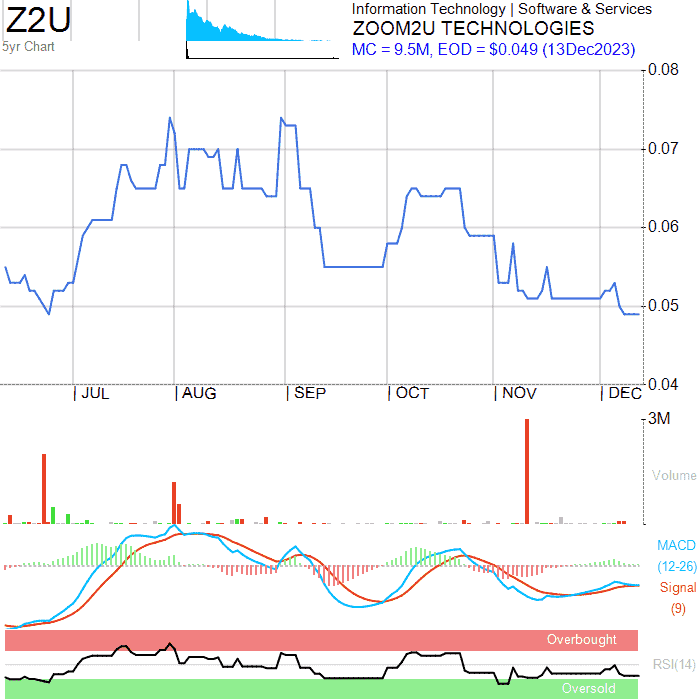 Z2U
5yr Chart
Information Technology | Software & Services
ZOOM2U TECHNOLOGIES
MC = 9.5M, EOD = $0.049 (13Dec2023)
0.08
0.07
0.06
0.05
0.04
JUL AUG SEP OCT NOV DEC
3M
Volume
MACD
(12-26)
Signal
(9)
Overbought
RSI(14)
Oversold